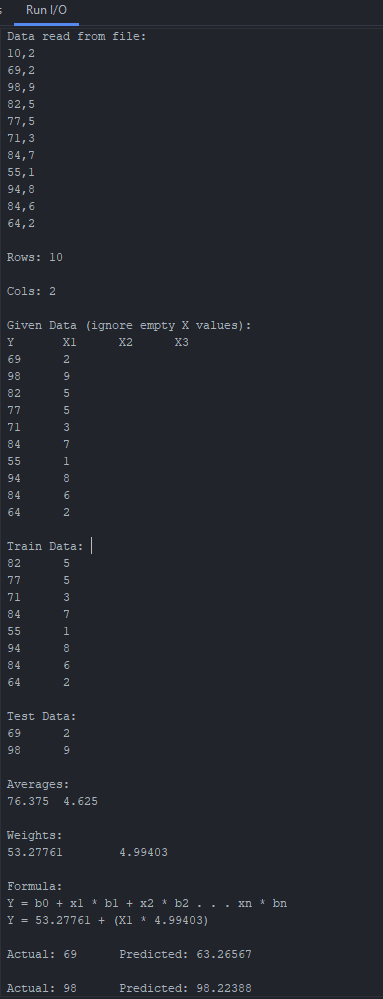 Run I/O
Data read from file:
10,2
69,2
98,9
82,5
77,5
71,3
84,7
55,1
94,8
84,6
64,2
Rows: 10
Cols: 2
Given Data (ignore empty X values):
Y X1 X2 X3
69 2
98 9
82 5
77 5
71 3
84 7
55 1
94 8
84 6
64 2
Train Data:
82 5
77 5
71 3
84 7
55 1
94 8
84 6
64 2
Test Data:
69 2
98 9
Averages:
76.375 4.625
Weights:
53.27761 4.99403
Formula:
Y = b0 + x1 * b1 + x2 * b2 . . . xn * bn
Y = 53.27761 + (X1 * 4.99403)
Actual: 69 Predicted: 63.26567
Actual: 98 Predicted: 98.22388